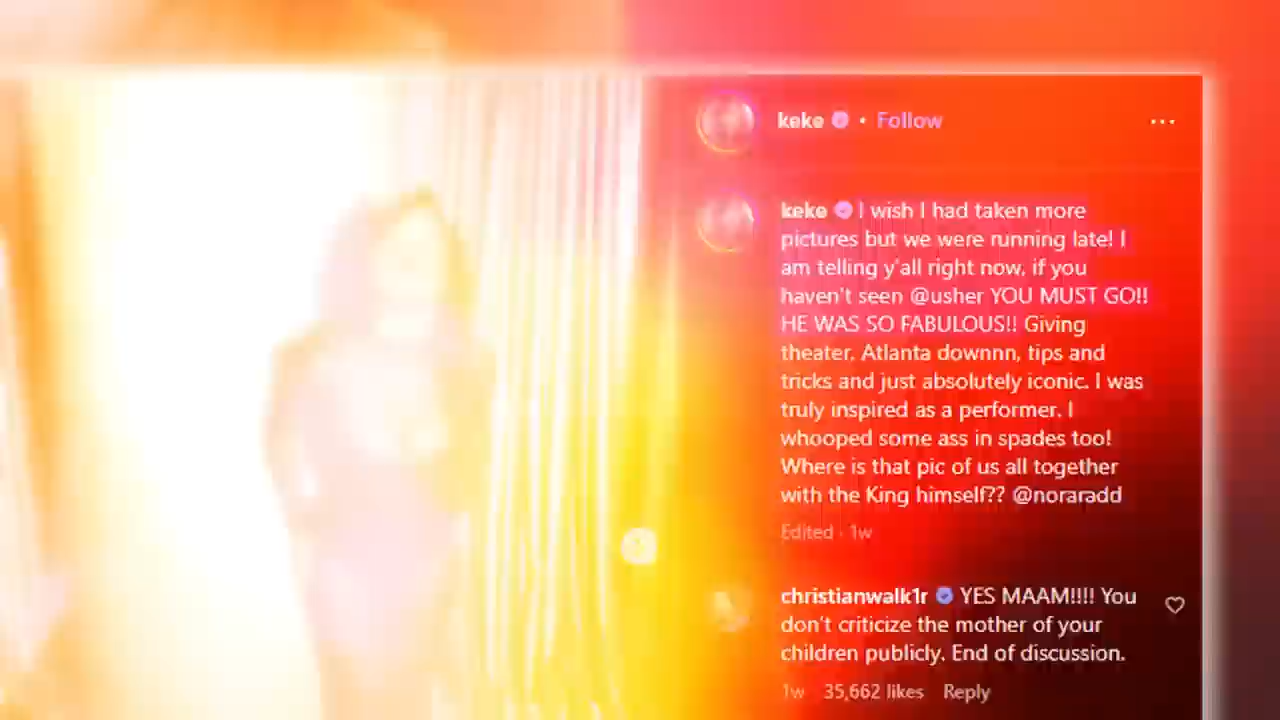 keke • Follow
keke I wish I had taken more
pictures but we were running late! I
am telling y'all right now, if you
haven't seen @usher YOU MUST GO!!
HE WAS SO FABULOUS!! Giving
theater, Atlanta downnn, tips and
tricks and just absolutely iconic. I was
truly inspired as a performer. I
whooped some ass in spades too!
Where is that pic of us all together
with the King himself?? @noraradd
Edited · 1w
christianwalk1r YES MAAM!!!! You
don't criticize the mother of your
children publicly. End of discussion.
1w 35,662 likes Reply